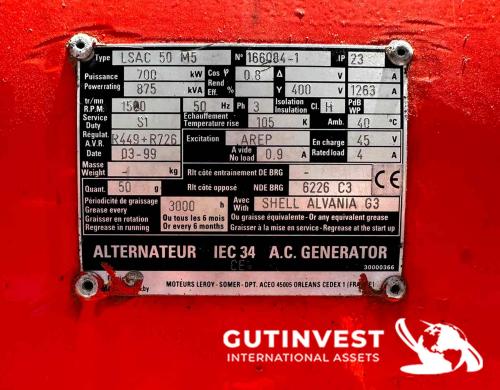 Type LSAC 50 M5 N° 166084-1 .IP 23
Puissance Powerrating 700 kW Cos φ 0.8 Δ V A
875 kVA Rend Eff. % Y 400 V 1263 A
tr/mn R.P.M. 1500 50 Hz Ph 3 Isolation Insulation Cl. H PdB WP A
Service Duty S1 Echauffement Temperature rise 105 K Amb. 40 °C
Régulat. A.V.R. R449+R726 Excitation AREP En charge 45 V
Date 03-99 A vide No load 0.9 A Rated load 4 A
Masse Weight - kg Rlt côté entrainement DE BRG - CE
Quant. 50 g Rlt côté opposé NDE BRG 6226 C3
Périodicité de graissage Grease every 3000 h Avec With SHELL ALVANIA G3
Graisser en rotation Ou tous les 6 mois Ou graisse équivalente - Or any equivalent grease
Regrease in running Or every 6 months Graisser à la mise en route - Regrease at the start up
ALTERNATEUR IEC 34 A.C. GENERATOR
CE
30000366
by MOTEURS LEROY - SOMER - DPT. ACEO 45005 ORLEANS CEDEX 1
GUTINVEST
INTERNATIONAL ASSETS